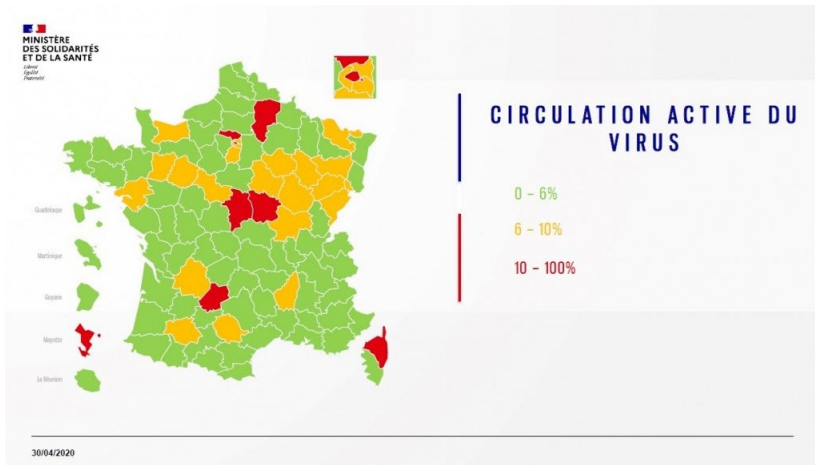 MINISTÈRE
DES SOLIDARITÉS
ET DE LA SANTÉ
Liberté
Égalité
Fraternité
CIRCULATION ACTIVE DU
VIRUS
0 – 6%
6 – 10%
10 – 100%
Guadeloupe
Martinique
Guyane
Mayotte
La Réunion
30/04/2020